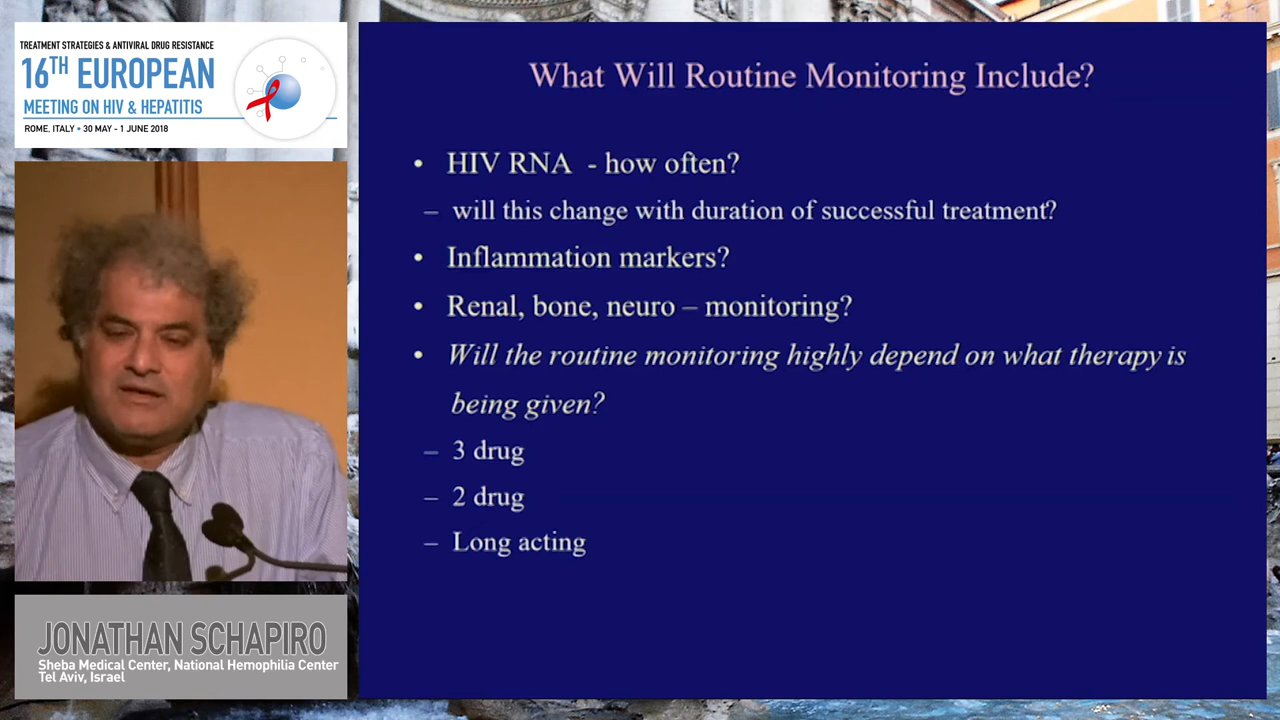 TREATMENT STRATEGIES & ANTIVIRAL DRUG RESISTANCE
16TH EUROPEAN
MEETING ON HIV & HEPATITIS
ROME, ITALY • 30 MAY - 1 JUNE 2018
What Will Routine Monitoring Include?
• HIV RNA - how often?
– will this change with duration of successful treatment?
• Inflammation markers?
• Renal, bone, neuro – monitoring?
• Will the routine monitoring highly depend on what therapy is
being given?
– 3 drug
– 2 drug
– Long acting
JONATHAN SCHAPIRO
Sheba Medical Center, National Hemophilia Center
Tel Aviv, Israel